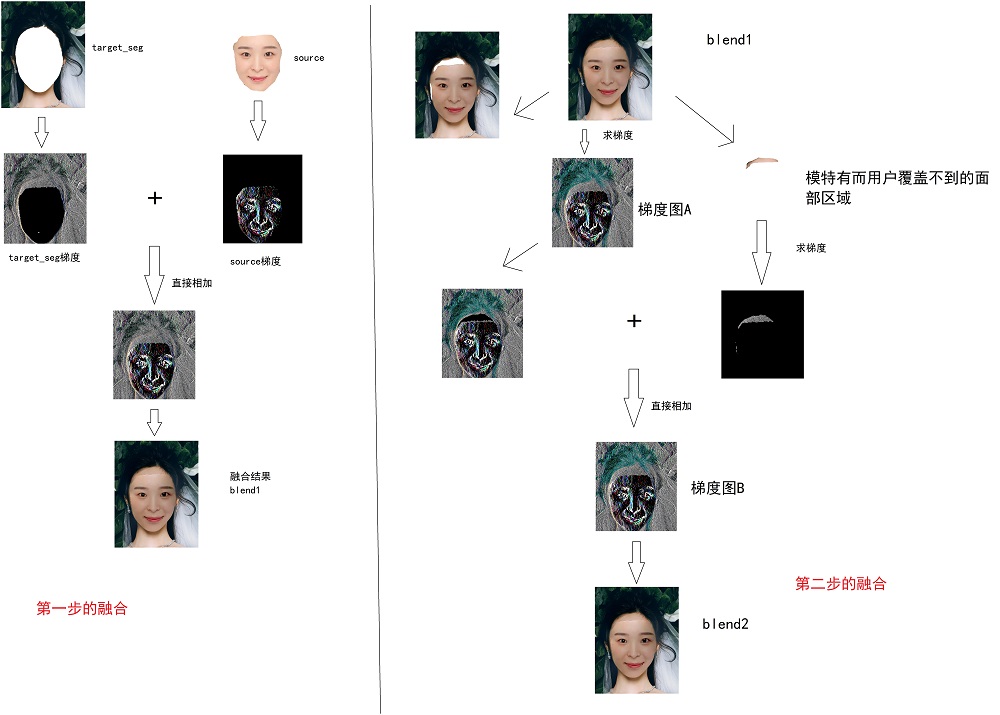 target_seg
source
target_seg梯度
source梯度
直接相加
融合结果
blend1
第一步的融合
blend1
求梯度
梯度图A
模特有而用户覆盖不到的面
部区域
求梯度
直接相加
梯度图B
第二步的融合
blend2